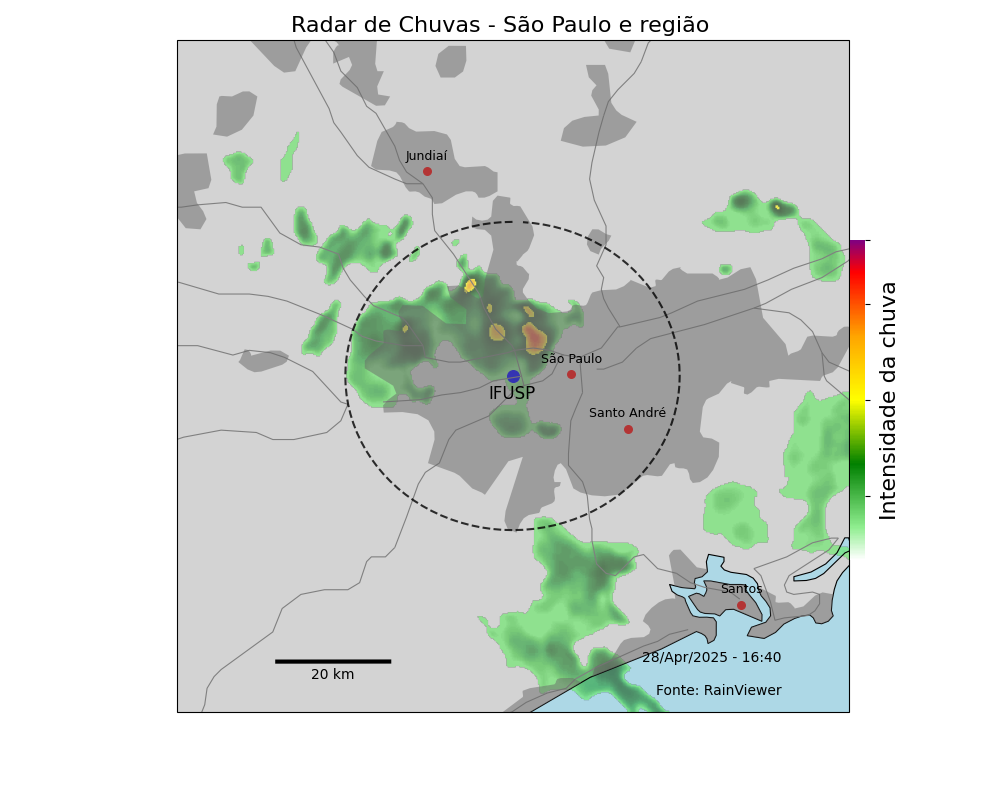 Radar de Chuvas - São Paulo e região
Jundiaí
São Paulo
IFUSP
Santo André
Intensidade da chuva
Santos
28/Apr/2025 - 16:40
20 km
Fonte: RainViewer